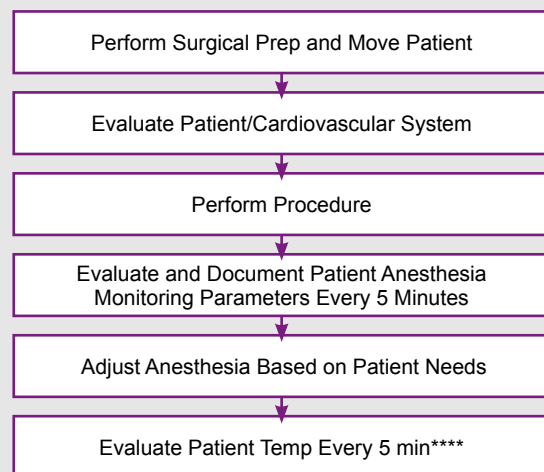 Perform Surgical Prep and Move Patient
Evaluate Patient/Cardiovascular System
Perform Procedure
Evaluate and Document Patient Anesthesia
Monitoring Parameters Every 5 Minutes
Adjust Anesthesia Based on Patient Needs
Evaluate Patient Temp Every 5 min****